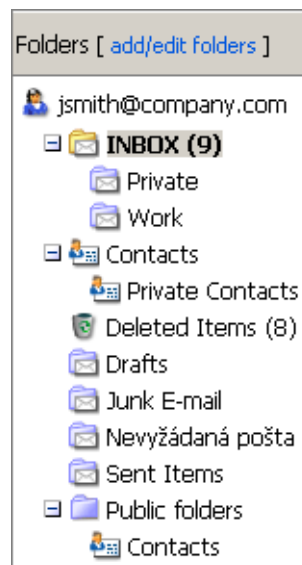 Folders [ add/edit folders ]
jsmith@company.com
INBOX (9)
Private
Work
Contacts
Private Contacts
Deleted Items (8)
Drafts
Junk E-mail
Nevyžádaná pošta
Sent Items
Public folders
Contacts